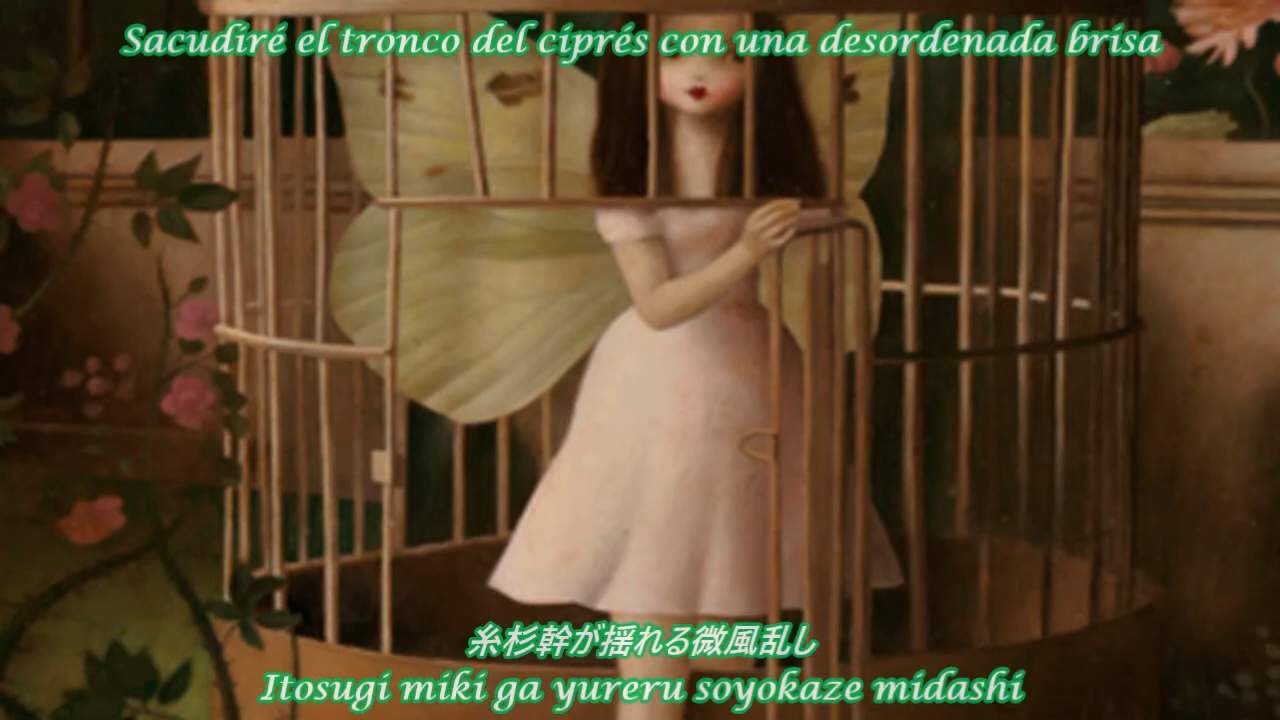 Sacudiré el tronco del ciprés con una desordenada brisa
糸杉幹が揺れる微風乱し
Itosugi miki ga yureru soyokaze midashi